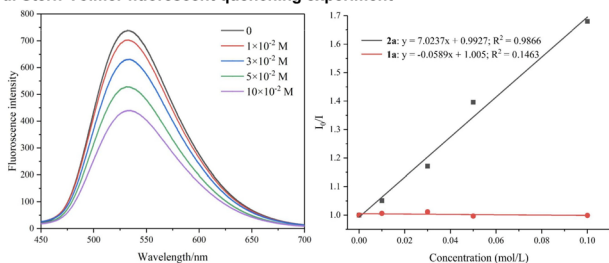 800
700
600
500
400
300
200
100
0
Fluorescence intensity
0
1×10⁻² M
3×10⁻² M
5×10⁻² M
10×10⁻² M
450 500 550 600 650 700
Wavelength/nm
1.7
1.6
1.5
1.4
1.3
1.2
1.1
1.0
I₀/I
2a: y = 7.0237x + 0.9927; R² = 0.9866
1a: y = -0.0589x + 1.005; R² = 0.1463
0.00 0.02 0.04 0.06 0.08 0.10
Concentration (mol/L)